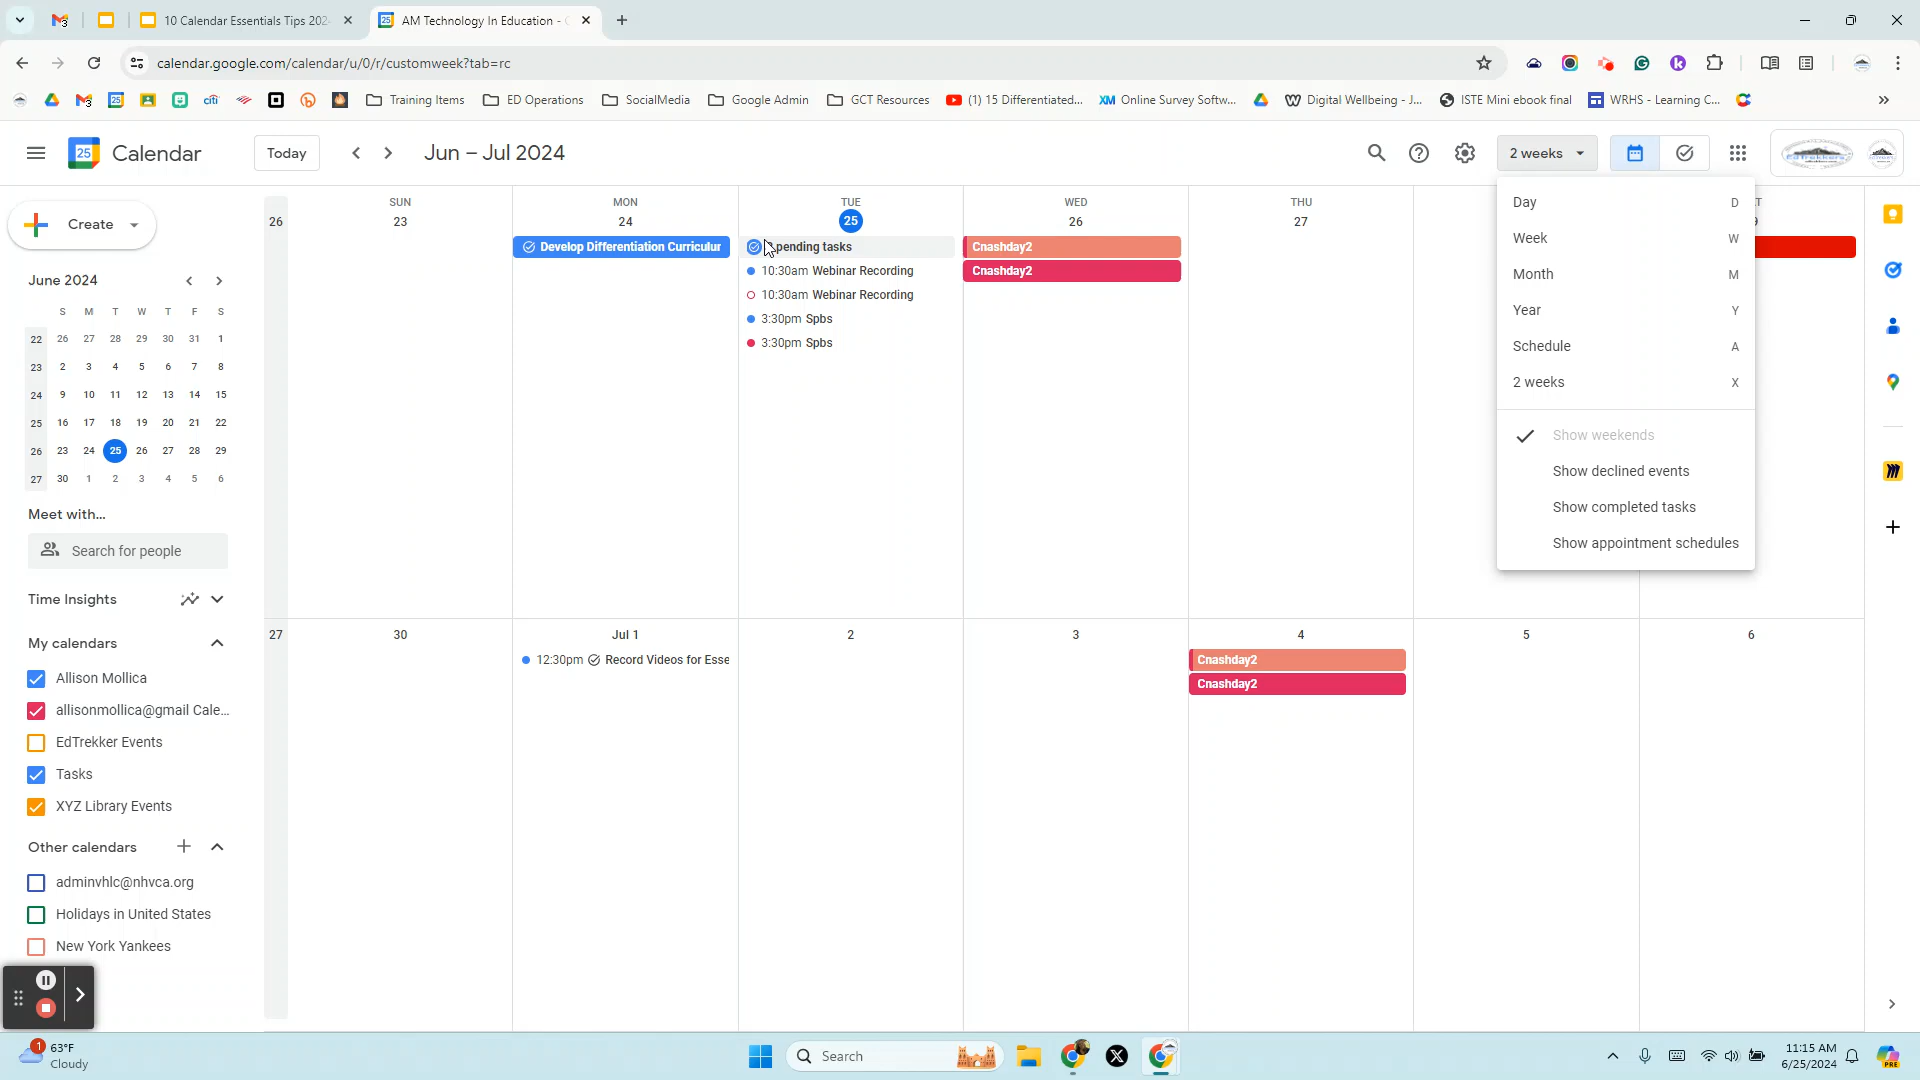 10 Calendar Essentials Tips 202
AM Technology In Education - C
calendar.google.com/calendar/u/0/r/customweek?tab=rc
citi
Training Items
ED Operations
SocialMedia
Google Admin
GCT Resources
(1) 15 Differentiated...
XM Online Survey Softw...
Digital Wellbeing - J...
ISTE Mini ebook final
WRHS - Learning C...
25 Calendar
Today
Jun – Jul 2024
2 weeks
Create
June 2024
S M T W T F S
22 26 27 28 29 30 31 1
23 2 3 4 5 6 7 8
24 9 10 11 12 13 14 15
25 16 17 18 19 20 21 22
26 23 24 25 26 27 28 29
27 30 1 2 3 4 5 6
Meet with...
Search for people
Time Insights
My calendars
Allison Mollica
allisonmollica@gmail Cale...
EdTrekker Events
Tasks
XYZ Library Events
Other calendars
adminvhlc@nhvca.org
Holidays in United States
New York Yankees
26
SUN
23
MON
24
Develop Differentiation Curriculur
TUE
25
pending tasks
10:30am Webinar Recording
10:30am Webinar Recording
3:30pm Spbs
3:30pm Spbs
WED
26
Cnashday2
Cnashday2
THU
27
T
9
Day D
Week W
Month M
Year Y
Schedule A
2 weeks X
Show weekends
Show declined events
Show completed tasks
Show appointment schedules
27
30
Jul 1
12:30pm Record Videos for Esse
2
3
4
Cnashday2
Cnashday2
5
6
1
63°F
Cloudy
Search
11:15 AM
6/25/2024
PRE